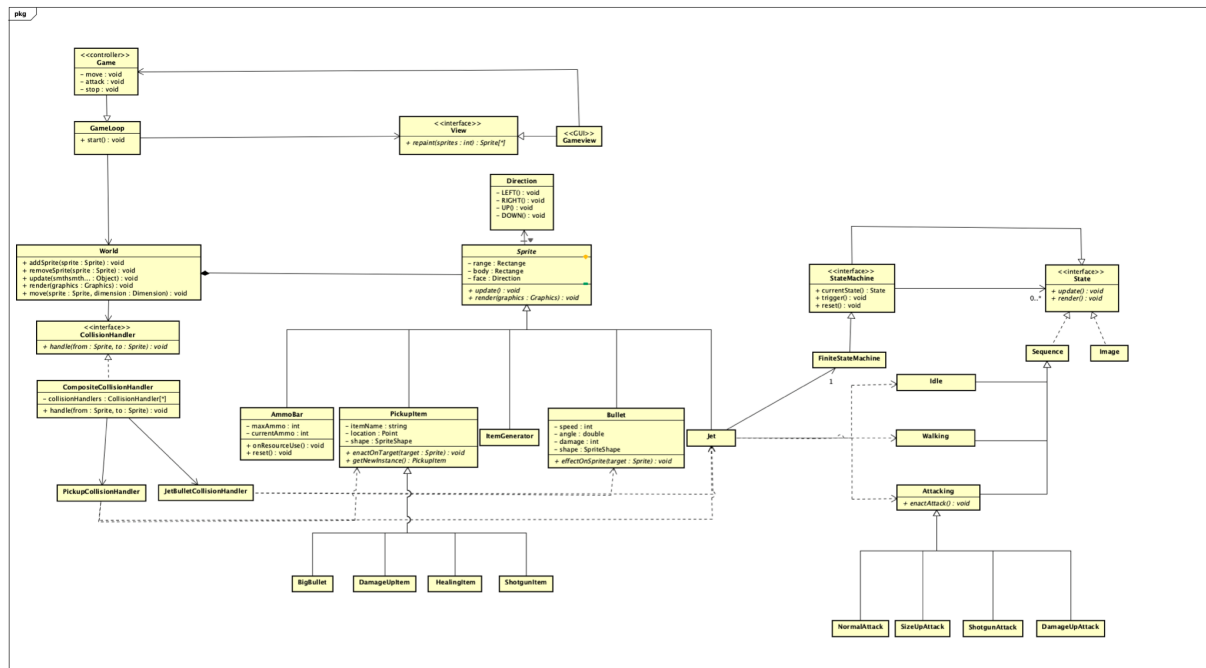 pkg
<<controller>>
Game
– move : void
– attack : void
– stop : void
GameLoop
+ start() : void
<<interface>>
View
+ repaint(sprites : int) : Sprite[*]
<<GUI>>
Gameview
Direction
– LEFT() : void
– RIGHT() : void
– UP() : void
– DOWN() : void
World
+ addSprite(sprite : Sprite) : void
+ removeSprite(sprite : Sprite) : void
+ update(smthsmth... : Object) : void
+ render(graphics : Graphics) : void
+ move(sprite : Sprite, dimension : Dimension) : void
Sprite
– range : Rectange
– body : Rectange
– face : Direction
+ update() : void
+ render(graphics : Graphics) : void
<<interface>>
StateMachine
+ currentState() : State
+ trigger() : void
+ reset() : void
<<interface>>
State
+ update() : void
+ render() : void
0..*
<<interface>>
CollisionHandler
+ handle(from : Sprite, to : Sprite) : void
FiniteStateMachine
1
Sequence
Image
CompositeCollisionHandler
– collisionHandlers : CollisionHandler[*]
+ handle(from : Sprite, to : Sprite) : void
AmmoBar
– maxAmmo : int
– currentAmmo : int
+ onResourceUse() : void
+ reset() : void
PickupItem
– itemName : string
– location : Point
– shape : SpriteShape
+ enactOnTarget(target : Sprite) : void
+ getNewInstance() : PickupItem
ItemGenerator
Bullet
– speed : int
– angle : double
– damage : int
– shape : SpriteShape
+ effectOnSprite(target : Sprite) : void
Jet
Idle
Walking
Attacking
+ enactAttack() : void
PickupCollisionHandler
JetBulletCollisionHandler
BigBullet
DamageUpItem
HealingItem
ShotgunItem
NormalAttack
SizeUpAttack
ShotgunAttack
DamageUpAttack